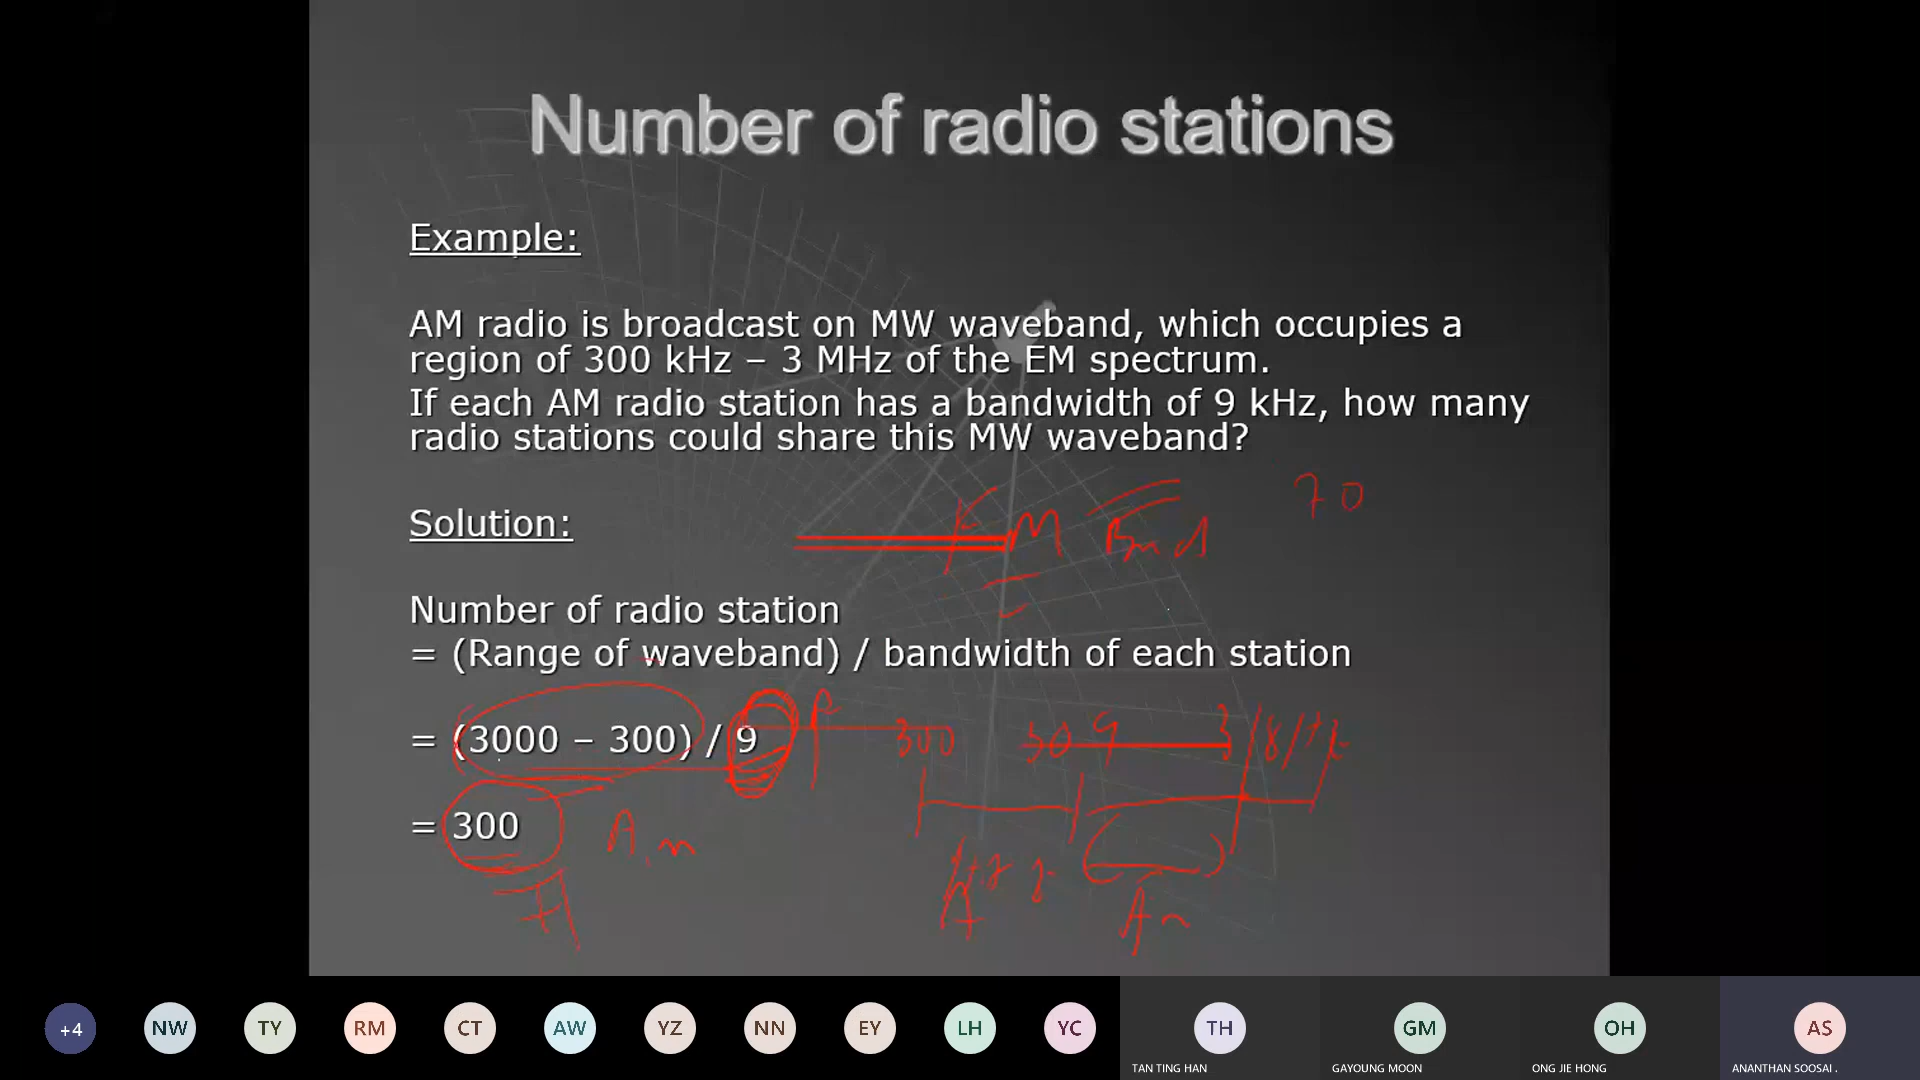 Number of radio stations
Example:
AM radio is broadcast on MW waveband, which occupies a
region of 300 kHz – 3 MHz of the EM spectrum.
If each AM radio station has a bandwidth of 9 kHz, how many
radio stations could share this MW waveband?
70
Solution:
Number of radio station
= (Range of waveband) / bandwidth of each station
= (3000 – 300) / 9
300
309
318
= 300
+4
NW
TY
RM
CT
AW
YZ
NN
EY
LH
YC
TH
GM
OH
AS
TAN TING HAN
GAYOUNG MOON
ONG JIE HONG
ANANTHAN SOOSAI .